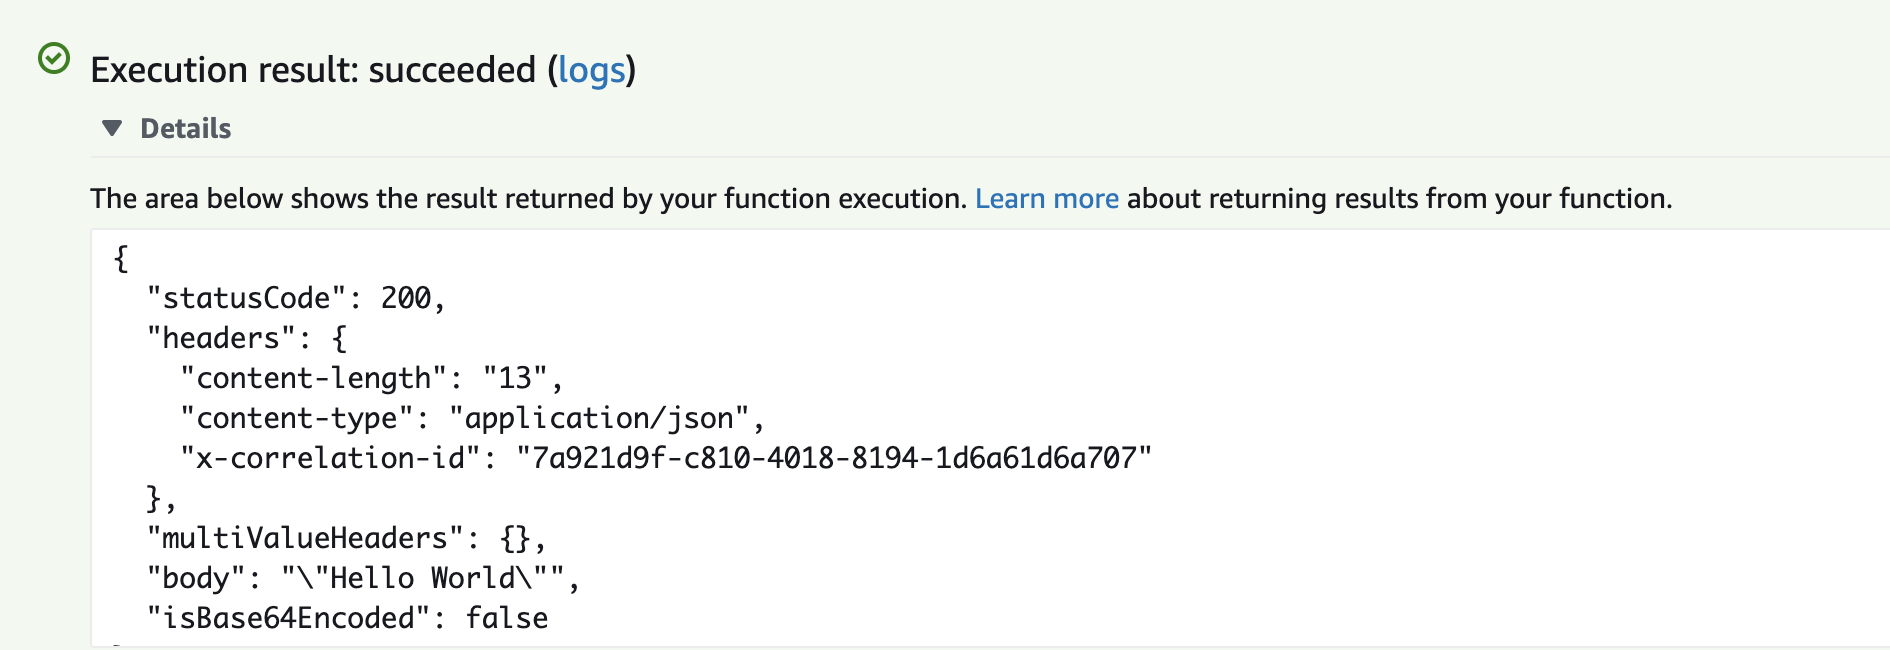 Execution result: succeeded (logs)
Details
The area below shows the result returned by your function execution. Learn more about returning results from your function.
{
  "statusCode": 200,
  "headers": {
    "content-length": "13",
    "content-type": "application/json",
    "x-correlation-id": "7a921d9f-c810-4018-8194-1d6a61d6a707"
  },
  "multiValueHeaders": {},
  "body": "\"Hello World\"",
  "isBase64Encoded": false